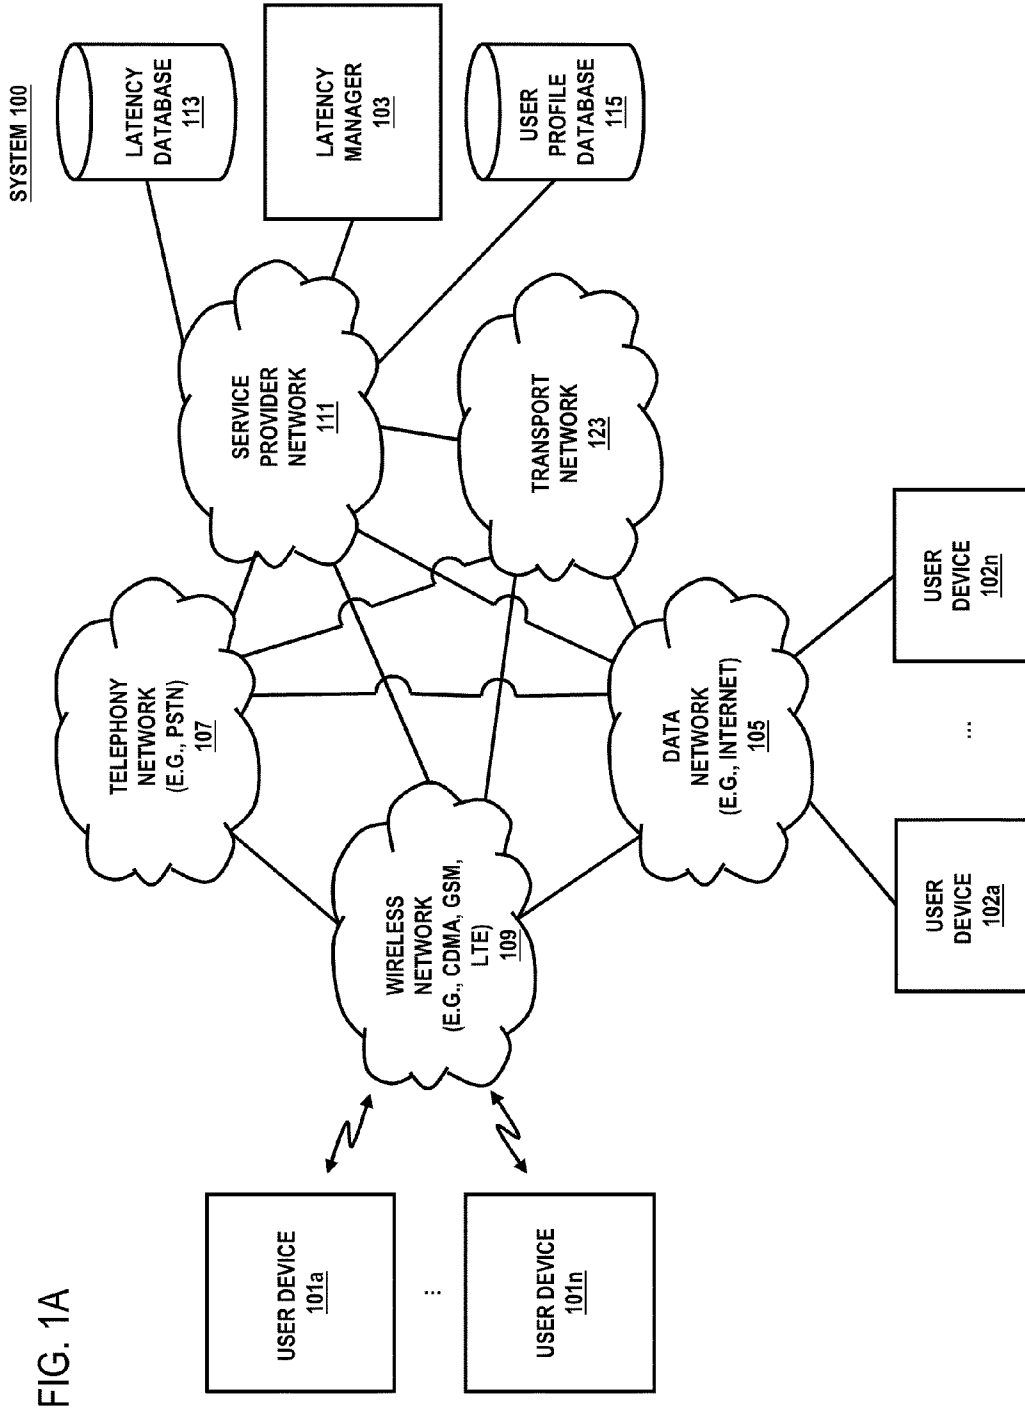 FIG. 1A
SYSTEM 100
TELEPHONY
NETWORK
(E.G., PSTN)
107
SERVICE
PROVIDER
NETWORK
111
LATENCY
DATABASE
113
LATENCY
MANAGER
103
USER
PROFILE
DATABASE
115
USER DEVICE
101a
...
USER DEVICE
101n
WIRELESS
NETWORK
(E.G., CDMA, GSM,
LTE)
109
TRANSPORT
NETWORK
123
DATA
NETWORK
(E.G., INTERNET)
105
USER
DEVICE
102a
...
USER
DEVICE
102n